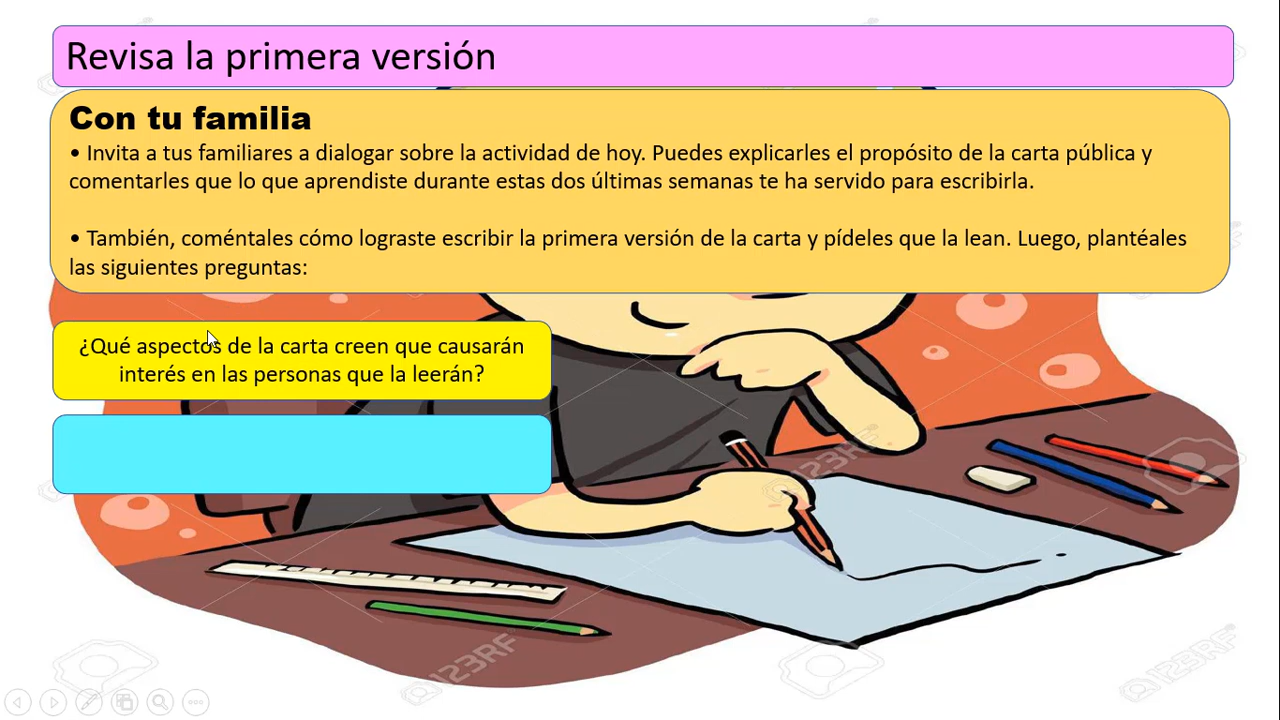 Revisa la primera versión
Con tu familia
• Invita a tus familiares a dialogar sobre la actividad de hoy. Puedes explicarles el propósito de la carta pública y
comentarles que lo que aprendiste durante estas dos últimas semanas te ha servido para escribirla.
• También, coméntales cómo lograste escribir la primera versión de la carta y pídeles que la lean. Luego, plantéales
las siguientes preguntas:
¿Qué aspectos de la carta creen que causarán
interés en las personas que la leerán?
123RF
123RF
123RF